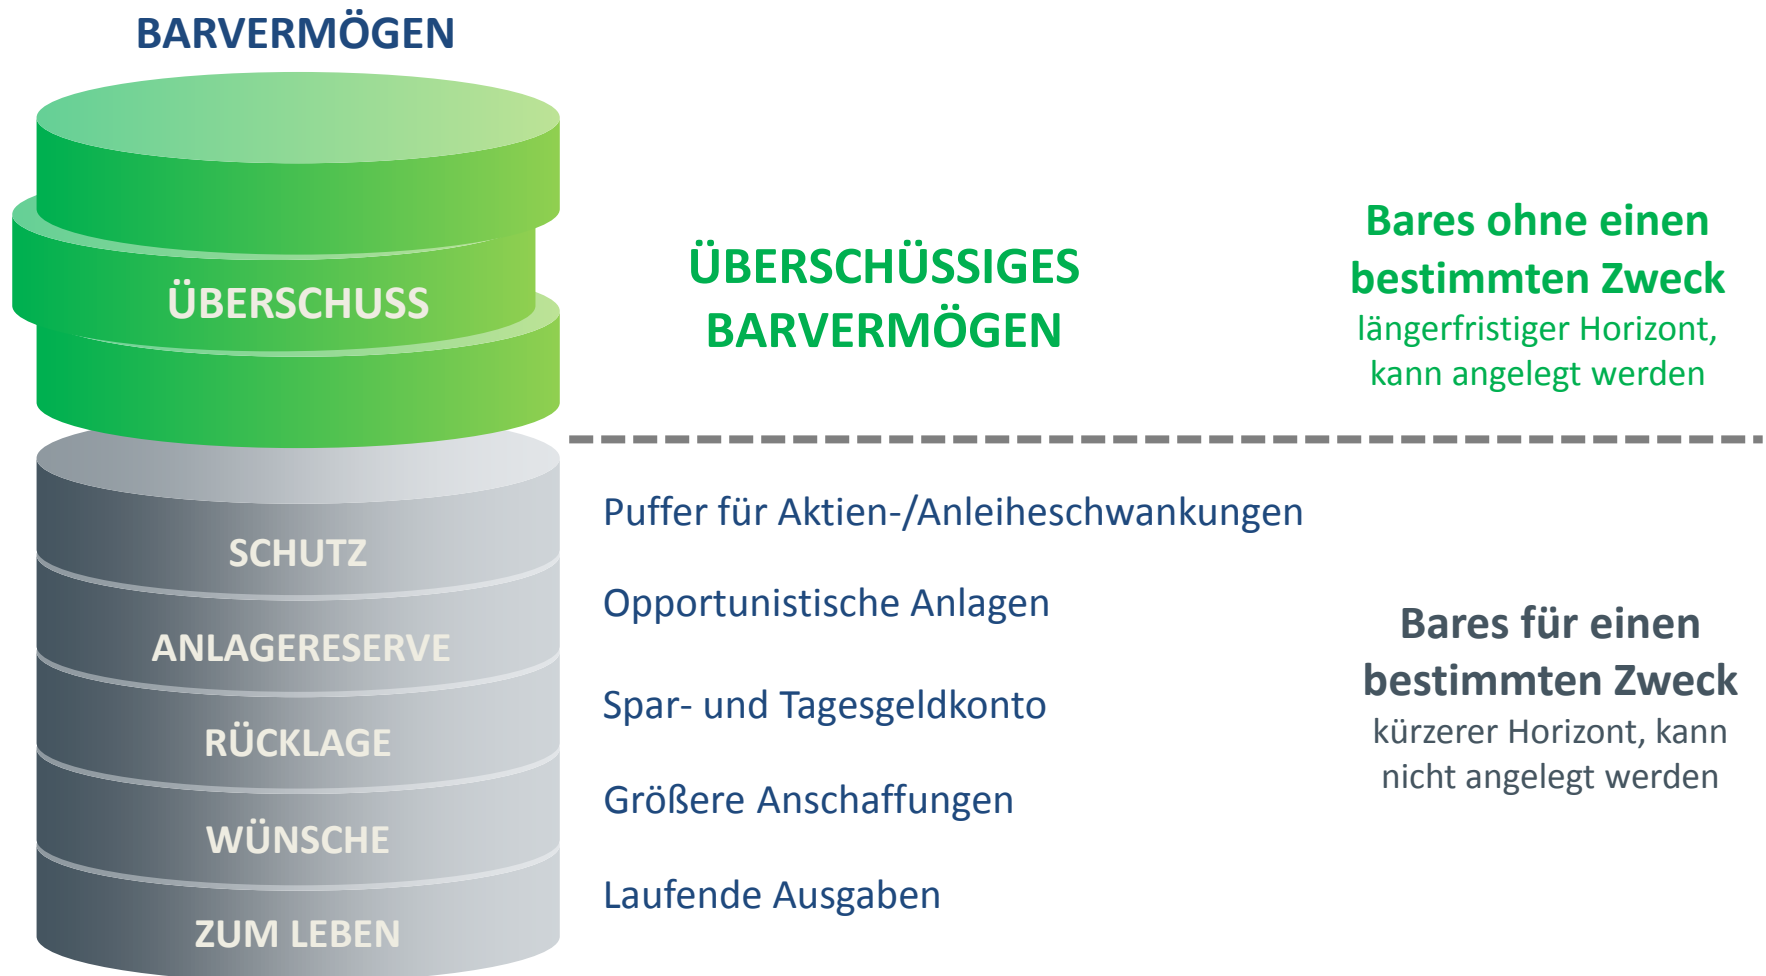 BARVERMÖGEN
ÜBERSCHUSS
ÜBERSCHÜSSIGES
BARVERMÖGEN
Bares ohne einen
bestimmten Zweck
längerfristiger Horizont,
kann angelegt werden
SCHUTZ
Puffer für Aktien-/Anleiheschwankungen
ANLAGERESERVE
Opportunistische Anlagen
RÜCKLAGE
Spar- und Tagesgeldkonto
WÜNSCHE
Größere Anschaffungen
ZUM LEBEN
Laufende Ausgaben
Bares für einen
bestimmten Zweck
kürzerer Horizont, kann
nicht angelegt werden